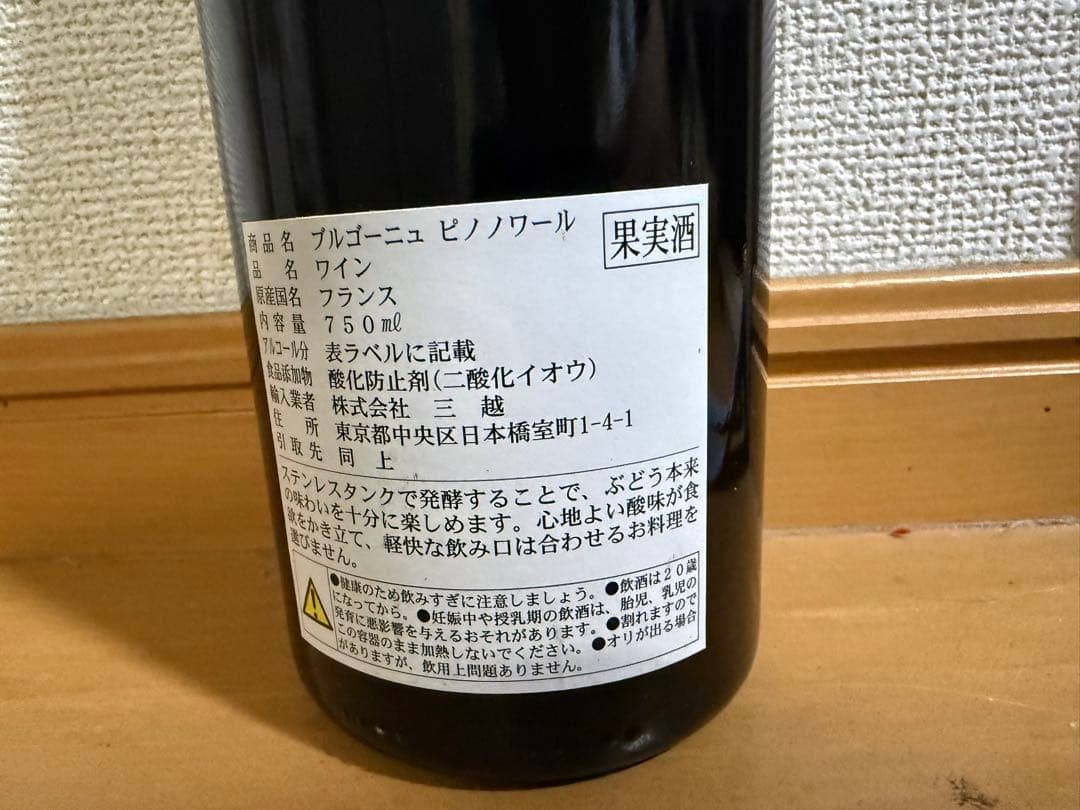 商品名 ブルゴーニュ ピノノワール
果実酒
品名 ワイン
原産国名 フランス
内容量 750㎖
アルコール分 表ラベルに記載
食品添加物 酸化防止剤(二酸化イオウ)
輸入業者 株式会社 三越
住所 東京都中央区日本橋室町1-4-1
引取先 同上
ステンレスタンクで発酵することで、ぶどう本来
の味わいを十分に楽しめます。心地よい酸味が食
欲をかき立て、軽快な飲み口は合わせるお料理を
選びません。
●健康のため飲みすぎに注意しましょう。●飲酒は20歳
になってから。●妊娠中や授乳期の飲酒は、胎児、乳児の
発育に悪影響を与えるおそれがあります。●割れますので
この容器のまま加熱しないでください。●オリが出る場合
がありますが、飲用上問題ありません。